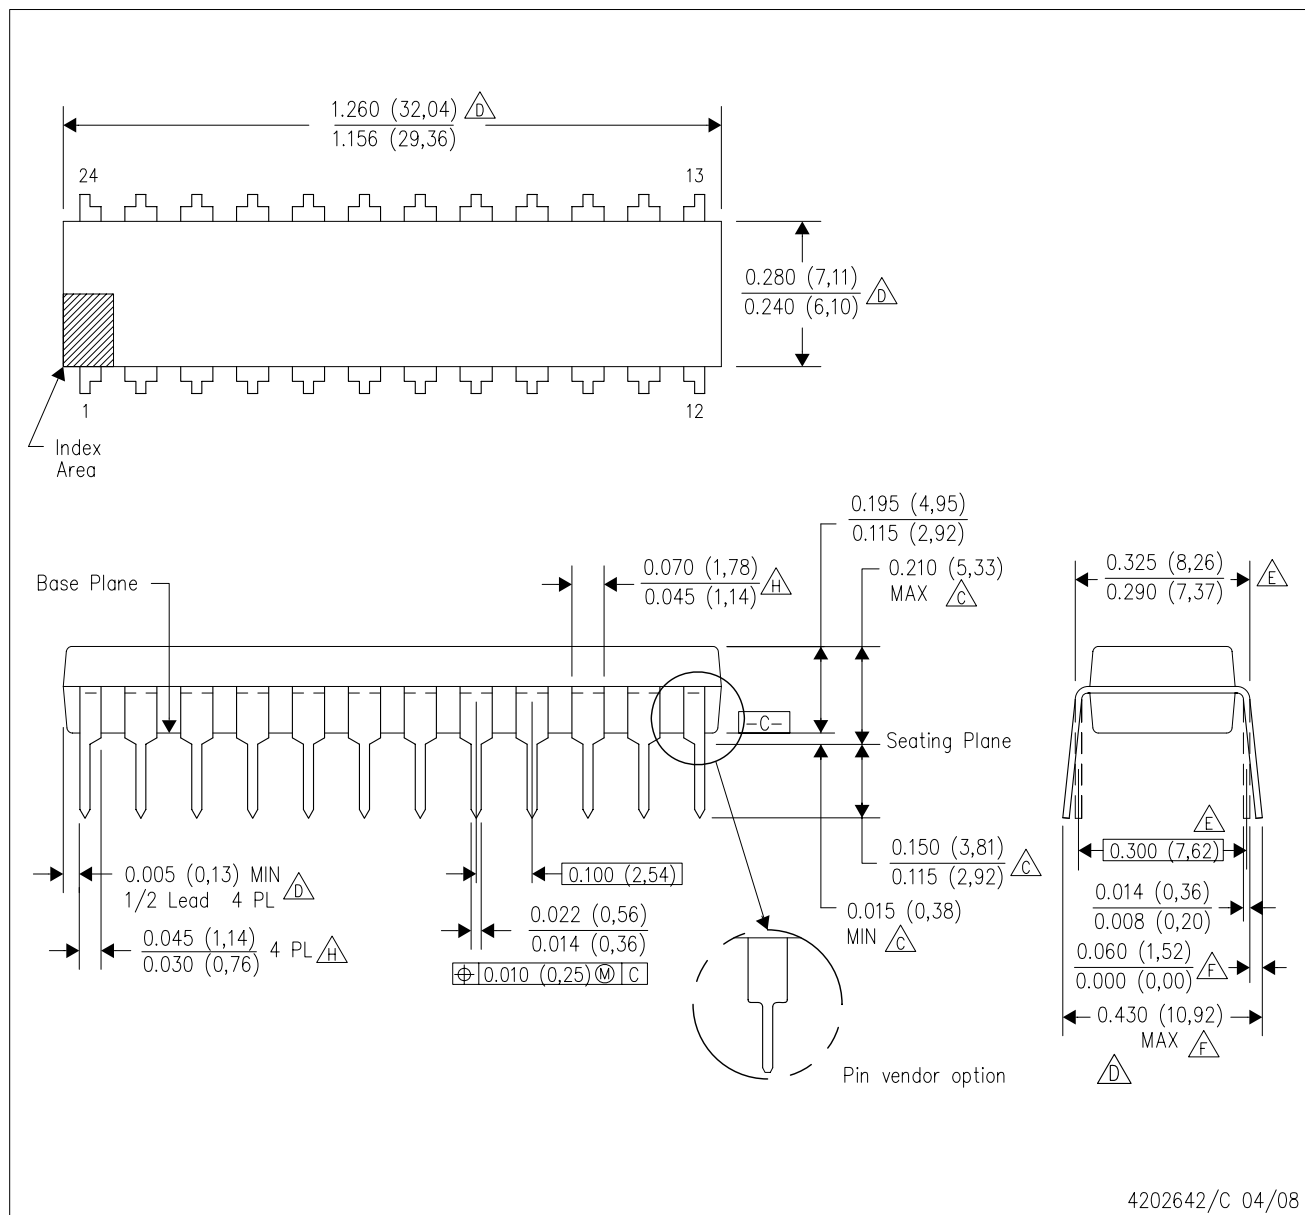 1.260 (32,04) D
1.156 (29,36)
24
13
0.280 (7,11)
0.240 (6,10) D
1
12
Index
Area
0.195 (4,95)
0.115 (2,92)
0.070 (1,78)
0.045 (1,14) H
0.210 (5,33)
MAX C
0.325 (8,26)
0.290 (7,37) E
Base Plane
-C-
Seating Plane
E
0.300 (7,62)
0.150 (3,81)
0.115 (2,92) C
0.005 (0,13) MIN
1/2 Lead 4 PL D
0.100 (2,54)
0.014 (0,36)
0.008 (0,20)
0.022 (0,56)
0.014 (0,36)
0.015 (0,38)
MIN C
0.045 (1,14)
0.030 (0,76) 4 PL H
0.010 (0,25) M C
0.060 (1,52)
0.000 (0,00) F
0.430 (10,92)
MAX F
D
Pin vendor option
4202642/C 04/08